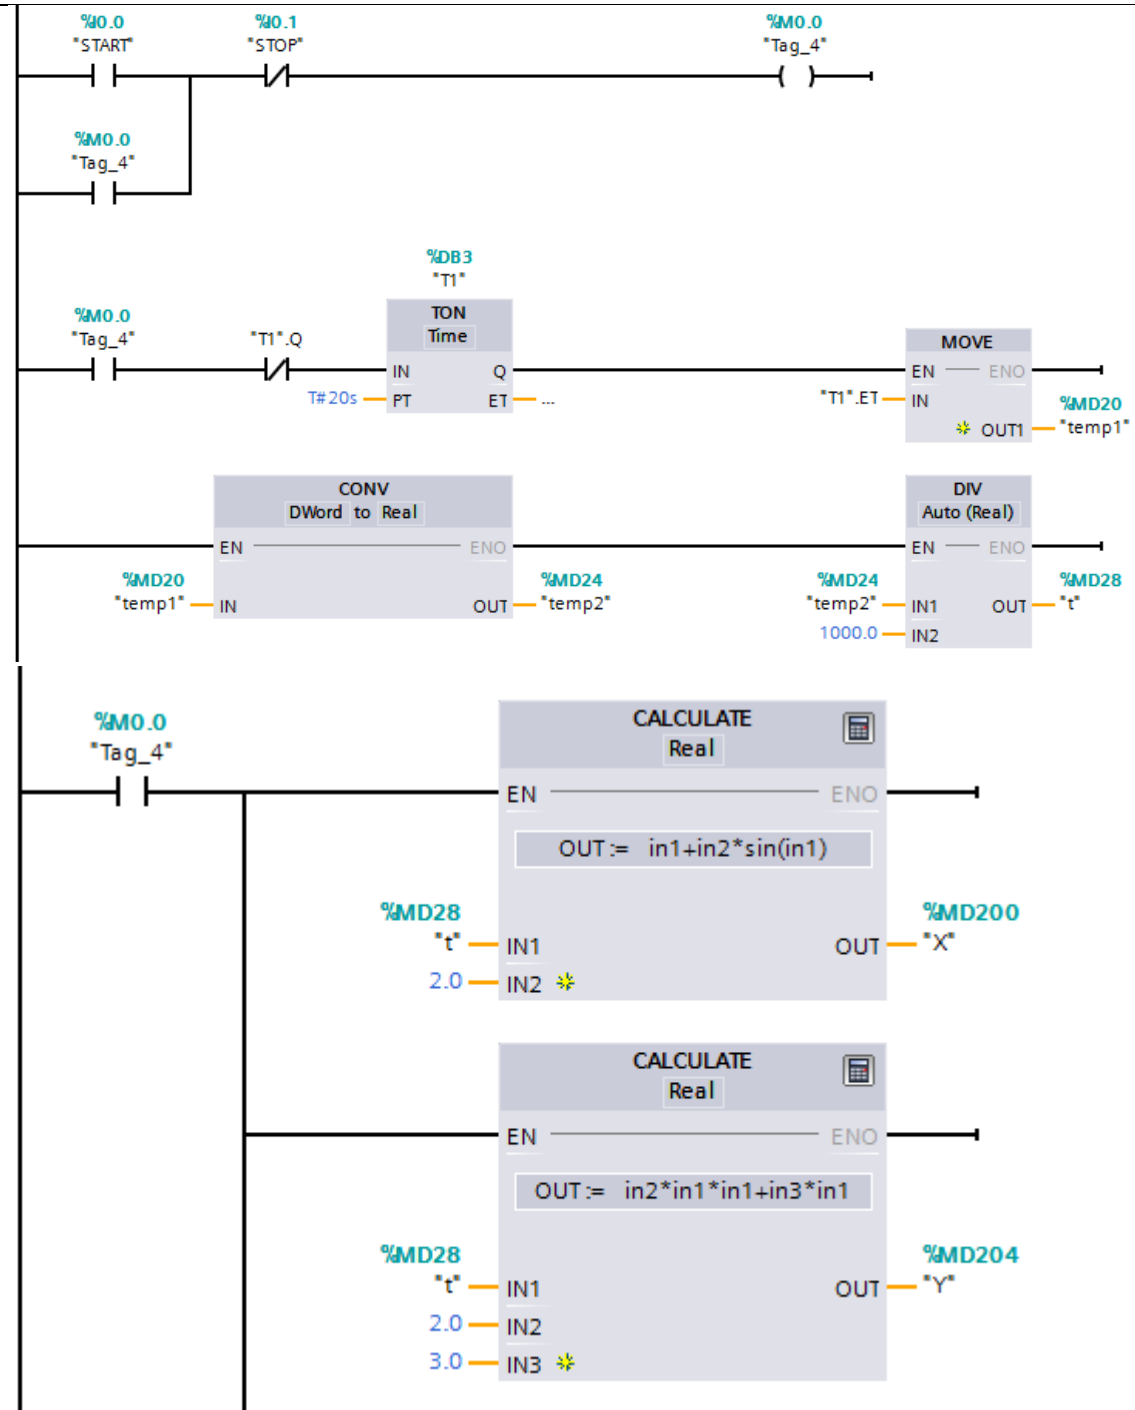 %I0.0 %I0.1 %M0.0
"START" "STOP" "Tag_4"
%M0.0
"Tag_4"
%DB3
"T1"
%M0.0 TON
"Tag_4" "T1".Q Time MOVE
IN Q EN ENO
T#20s PT ET ... "T1".ET IN %MD20
OUT1 "temp1"
CONV DIV
DWord to Real Auto (Real)
EN ENO EN ENO
%MD20 %MD24 %MD24 %MD28
"temp1" IN OUT "temp2" "temp2" IN1 OUT "t"
1000.0 IN2
%M0.0 CALCULATE
"Tag_4" Real
EN ENO
OUT := in1+in2*sin(in1)
%MD28 %MD200
"t" IN1 OUT "X"
2.0 IN2
CALCULATE
Real
EN ENO
OUT := in2*in1*in1+in3*in1
%MD28 %MD204
"t" IN1 OUT "Y"
2.0 IN2
3.0 IN3